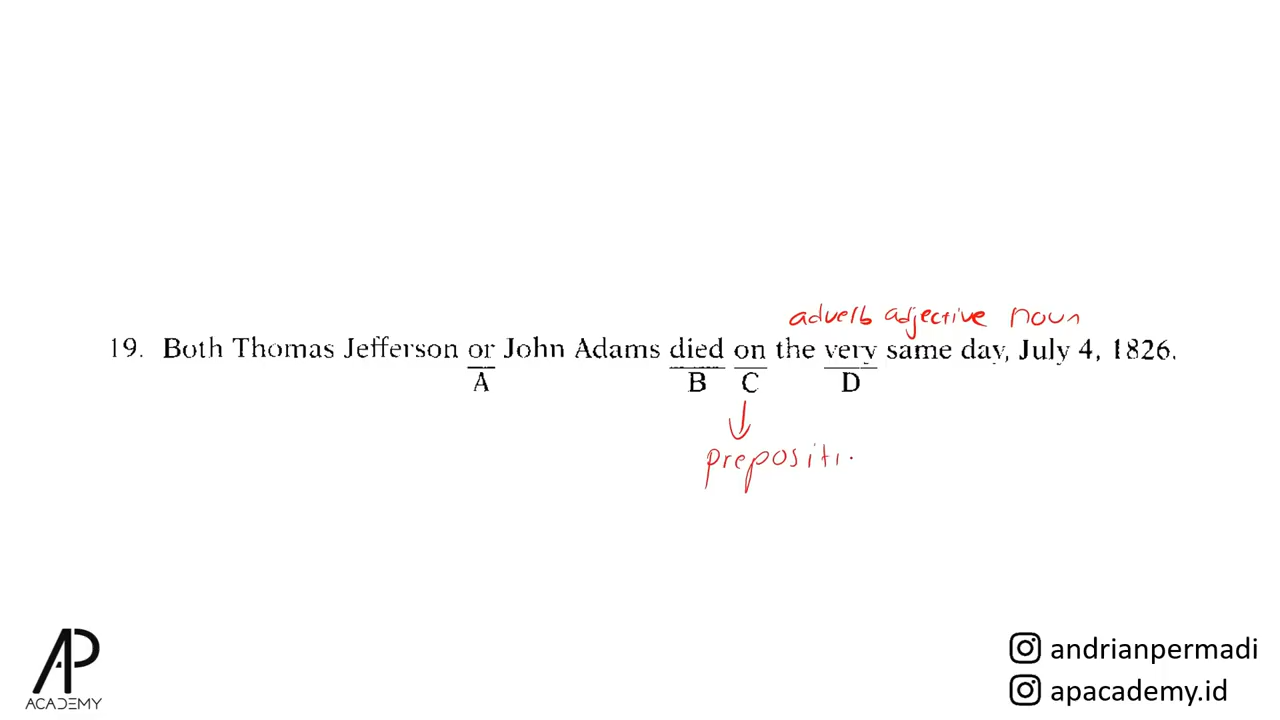 adverb adjective noun
19. Both Thomas Jefferson or John Adams died on the very same day, July 4, 1826.
A B C D
prepositi
AP
ACADEMY
andrianpermadi
apacademy.id